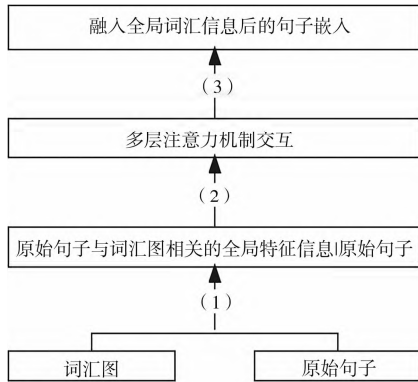 融入全局词汇信息后的句子嵌入
（3）
多层注意力机制交互
（2）
原始句子与词汇图相关的全局特征信息|原始句子
（1）
词汇图
原始句子